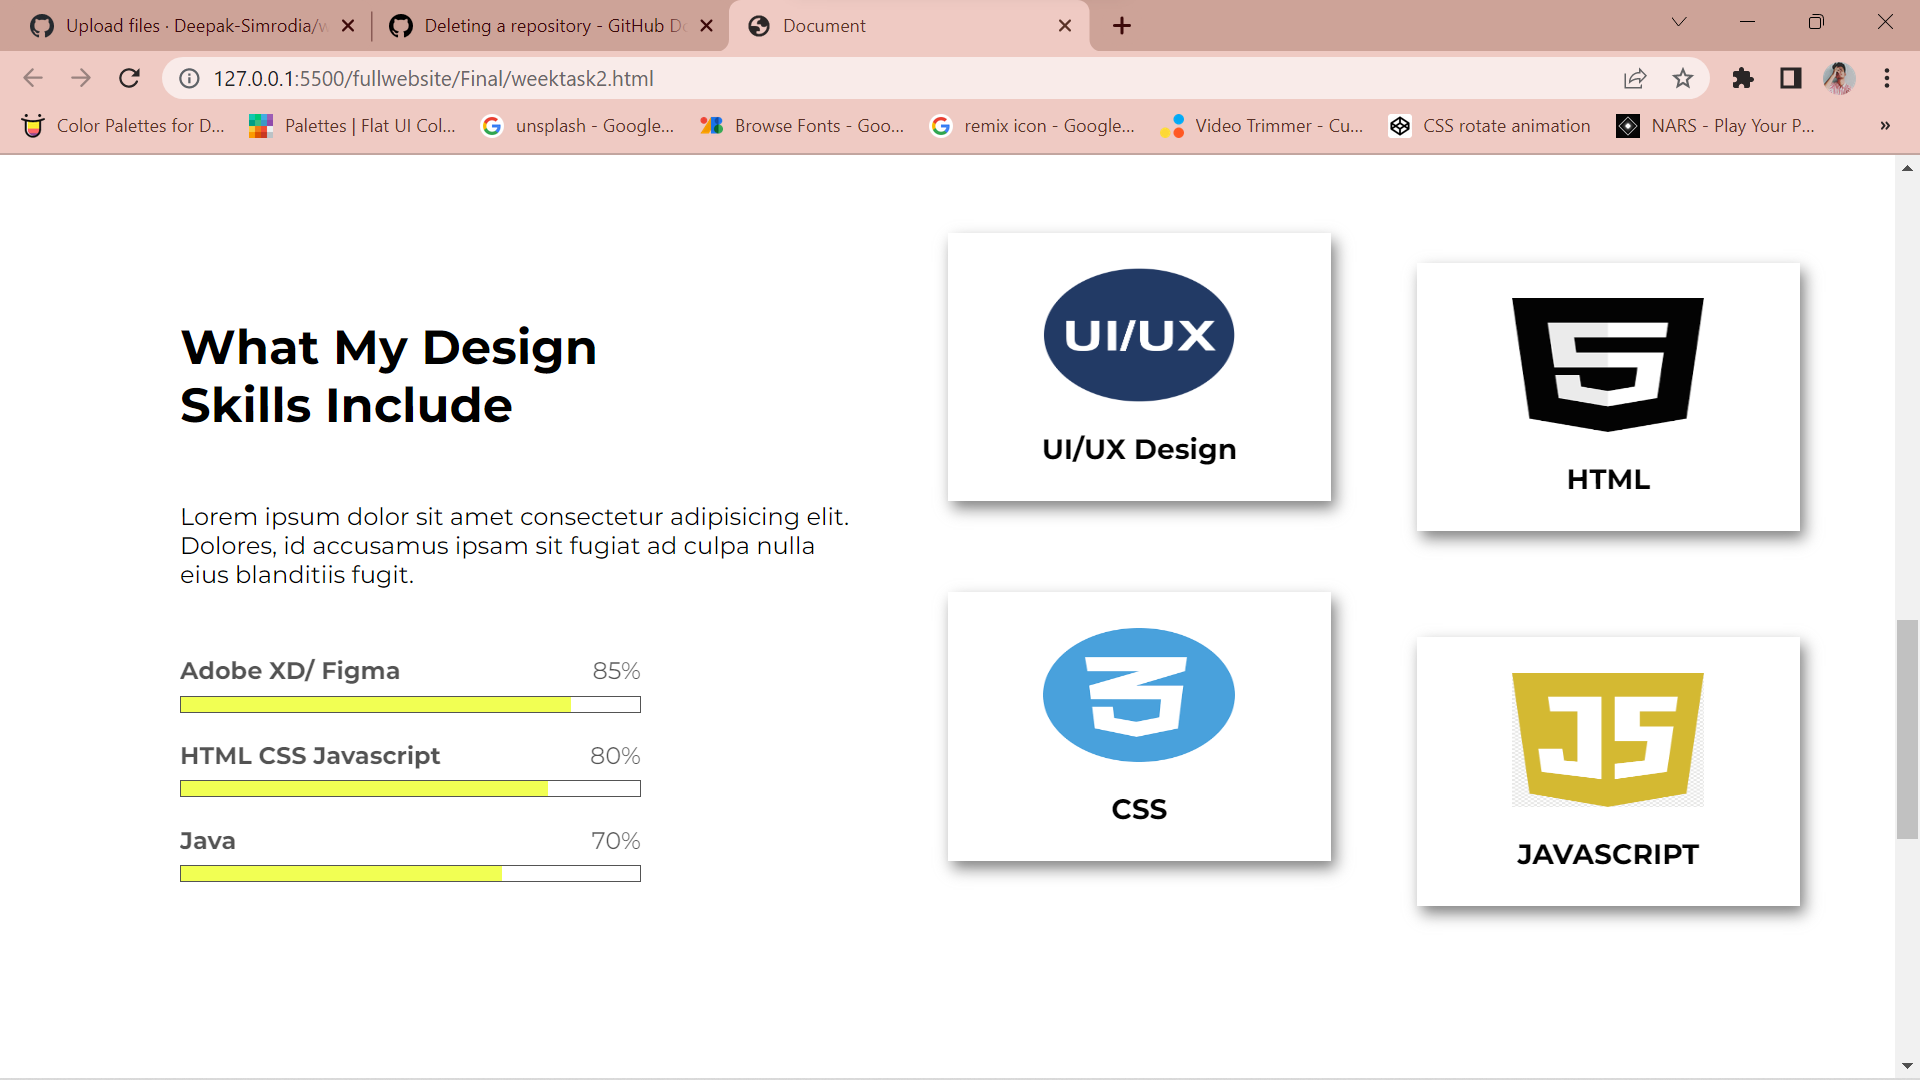 Upload files · Deepak-Simrodia/w
Deleting a repository - GitHub Do
Document
127.0.0.1:5500/fullwebsite/Final/weektask2.html
Color Palettes for D...
Palettes | Flat UI Col...
unsplash - Google...
Browse Fonts - Goo...
remix icon - Google...
Video Trimmer - Cu...
CSS rotate animation
NARS - Play Your P...
»
What My Design
Skills Include
Lorem ipsum dolor sit amet consectetur adipisicing elit.
Dolores, id accusamus ipsam sit fugiat ad culpa nulla
eius blanditiis fugit.
Adobe XD/ Figma 85%
HTML CSS Javascript 80%
Java 70%
UI/UX
UI/UX Design
5
HTML
3
CSS
JS
JAVASCRIPT